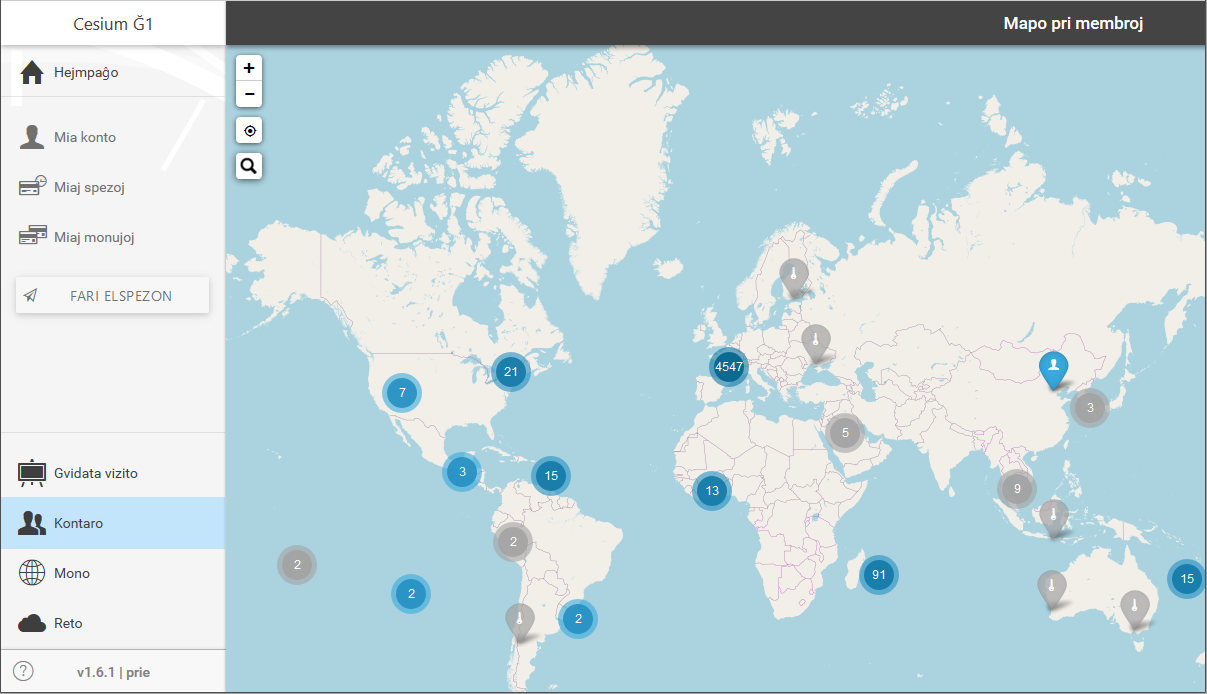 Cesium Ğ1
Mapo pri membroj
Hejmpaĝo
Mia konto
Miaj spezoj
Miaj monujoj
FARI ELSPEZON
Gvidata vizito
Kontaro
Mono
Reto
?
v1.6.1 | prie
+
−
4547
21
7
3
5
3
15
13
9
2
2
91
15
2
2